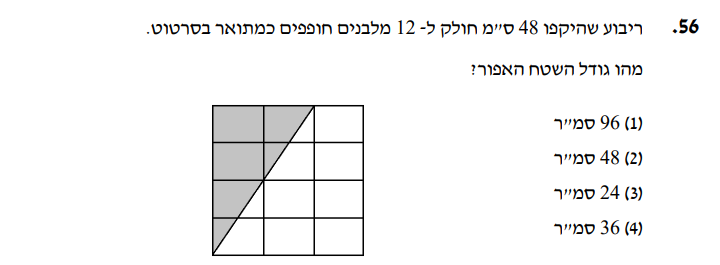 56. ריבוע שהיקפו 48 ס״מ חולק ל- 12 מלבנים חופפים כמתואר בסרטוט.
מהו גודל השטח האפור?
(1) 96 סמ״ר
(2) 48 סמ״ר
(3) 24 סמ״ר
(4) 36 סמ״ר